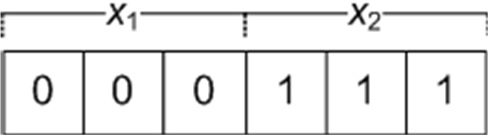 x₁ x₂
0 0 0 1 1 1